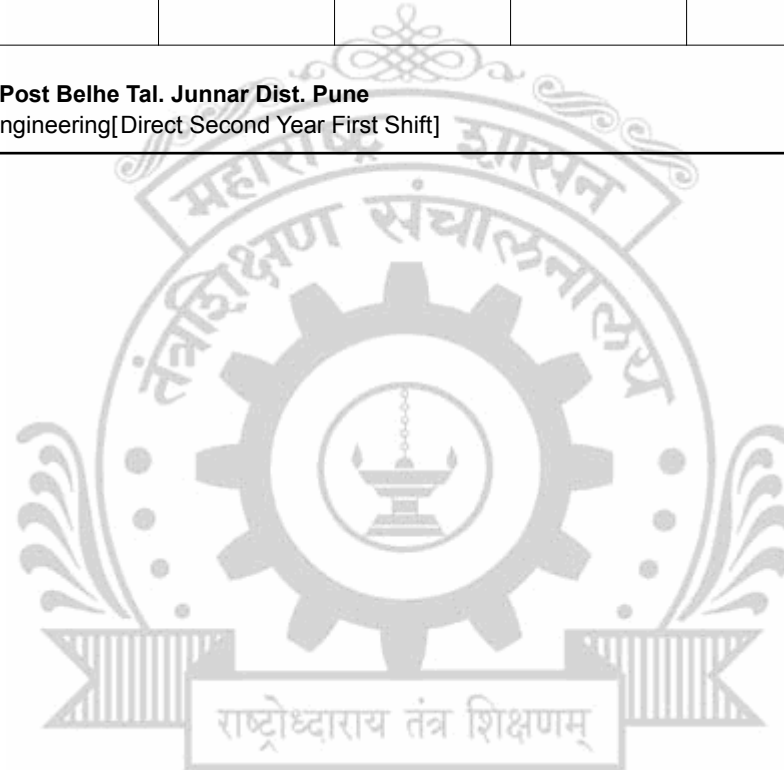 Post Belhe Tal. Junnar Dist. Pune
ngineering[Direct Second Year First Shift]
महाराष्ट्र शासन
तंत्रशिक्षण संचालनालय
राष्ट्रोध्दाराय तंत्र शिक्षणम्